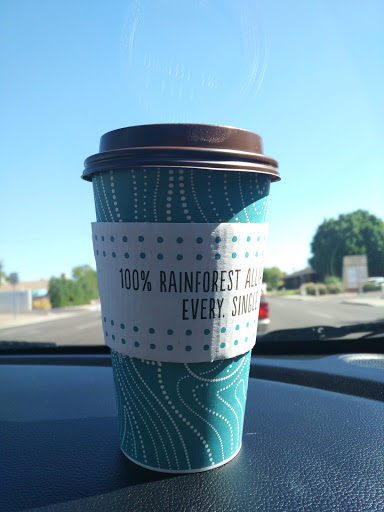 100% RAINFOREST ALL
EVERY. SINGL